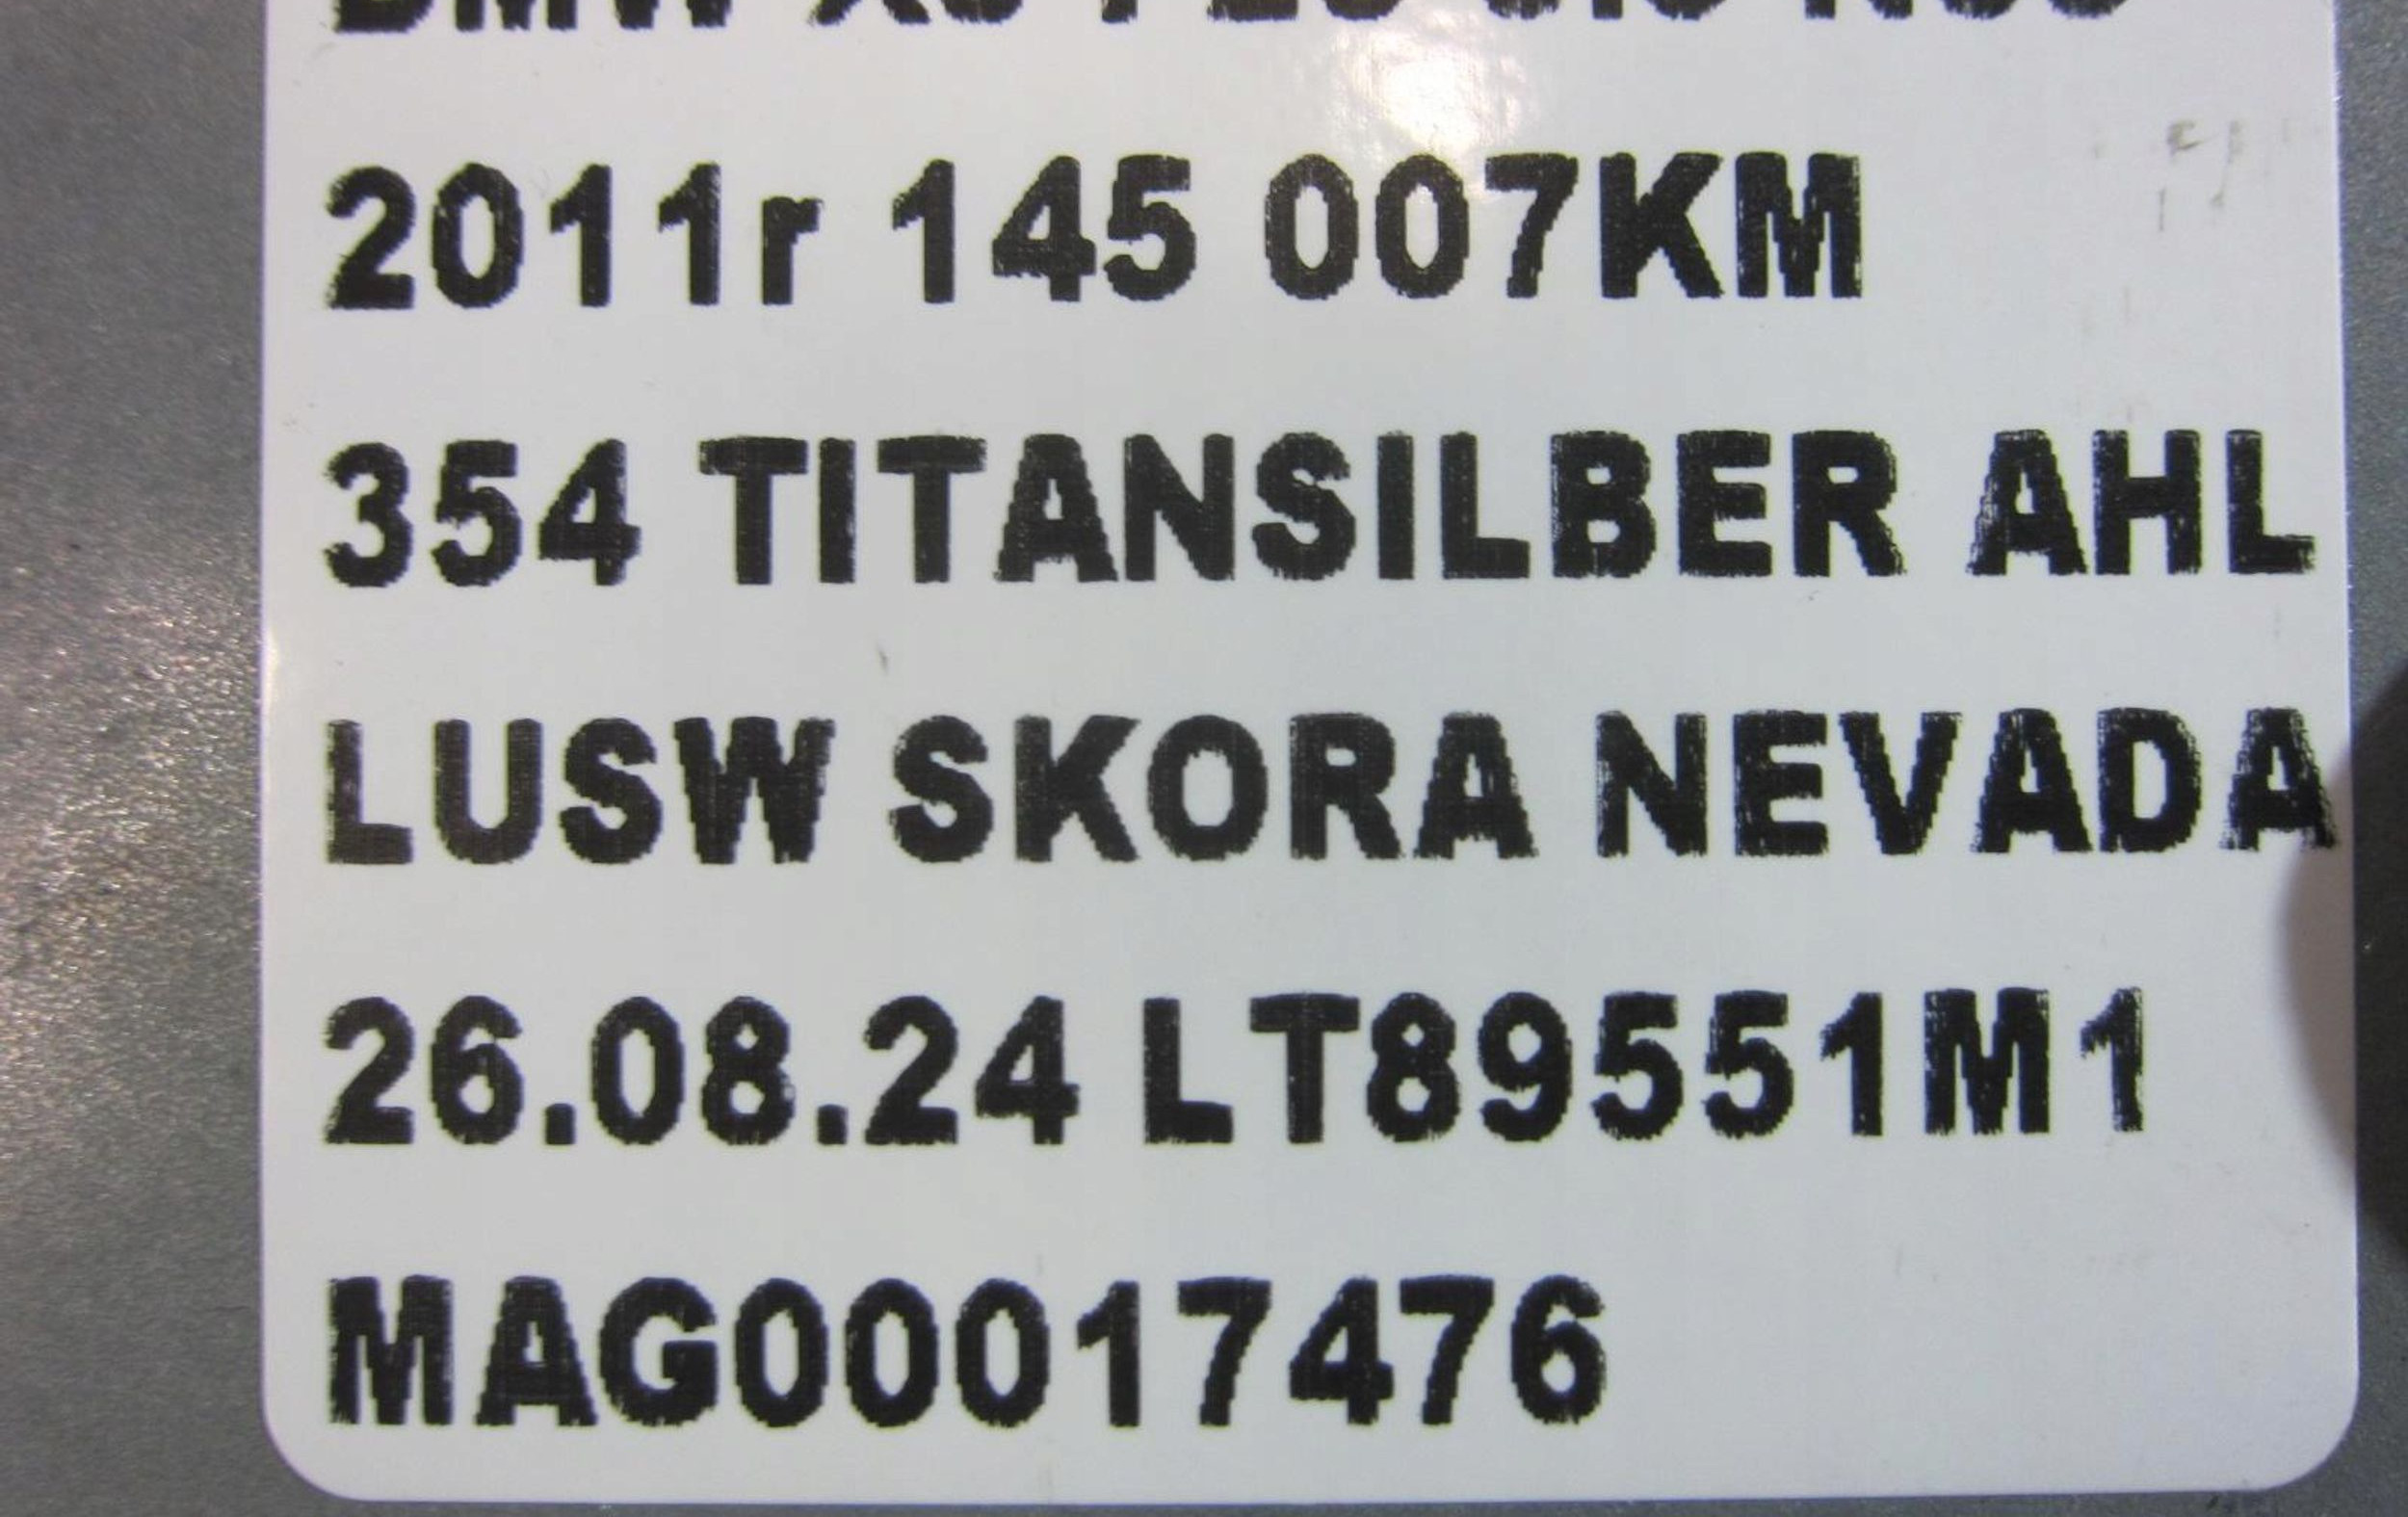 2011r 145 007KM
354 TITANSILBER AHL
LUSW SKORA NEVADA
26.08.24 LT89551M1
MAG00017476